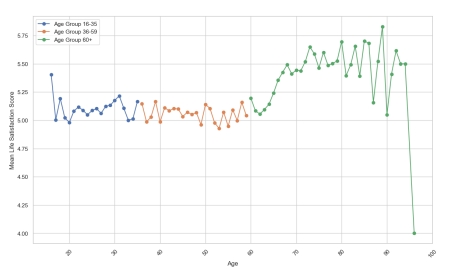 Age Group 16-35
Age Group 36-59
Age Group 60+
5.75
5.50
5.25
5.00
4.75
4.50
4.25
4.00
Mean Life Satisfaction Score
20 30 40 50 60 70 80 90 100
Age